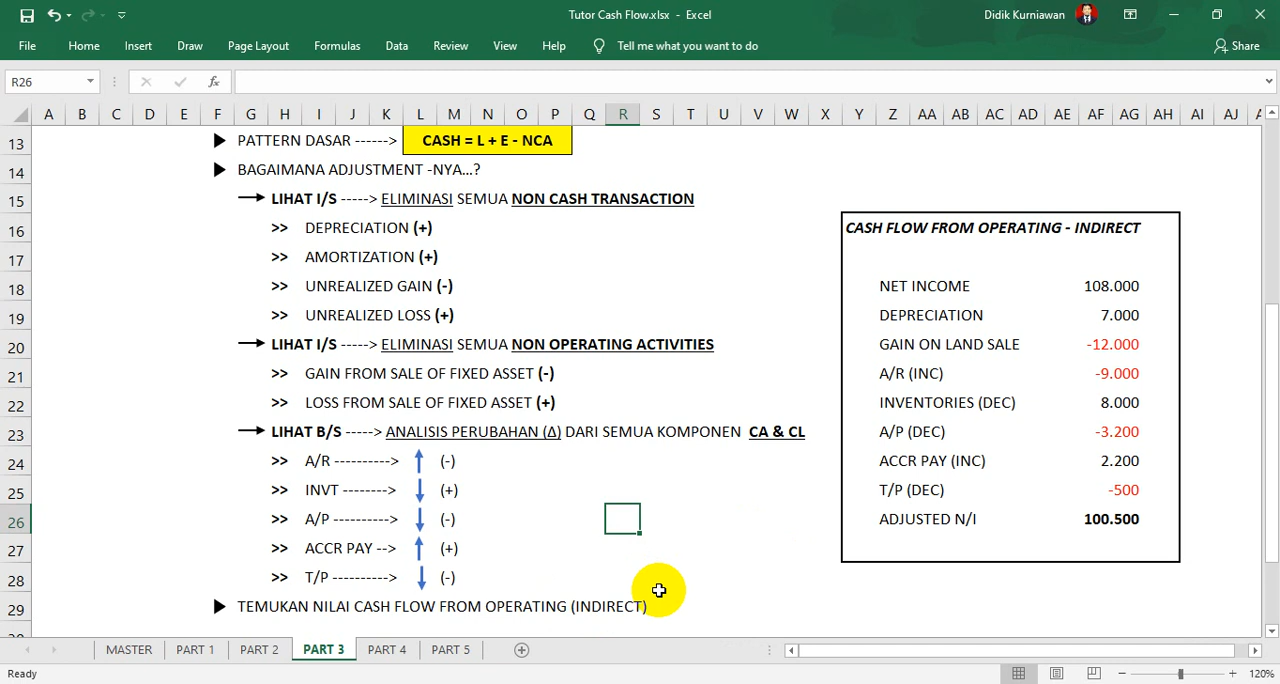 Tutor Cash Flow.xlsx - Excel
Didik Kurniawan
File Home Insert Draw Page Layout Formulas Data Review View Help Tell me what you want to do Share
R26 fx
A B C D E F G H I J K L M N O P Q R S T U V W X Y Z AA AB AC AD AE AF AG AH AI AJ
13 PATTERN DASAR ------> CASH = L + E - NCA
14 BAGAIMANA ADJUSTMENT -NYA...?
15 LIHAT I/S -----> ELIMINASI SEMUA NON CASH TRANSACTION
16 >> DEPRECIATION (+) CASH FLOW FROM OPERATING - INDIRECT
17 >> AMORTIZATION (+)
18 >> UNREALIZED GAIN (-) NET INCOME 108.000
19 >> UNREALIZED LOSS (+) DEPRECIATION 7.000
20 LIHAT I/S -----> ELIMINASI SEMUA NON OPERATING ACTIVITIES GAIN ON LAND SALE -12.000
21 >> GAIN FROM SALE OF FIXED ASSET (-) A/R (INC) -9.000
22 >> LOSS FROM SALE OF FIXED ASSET (+) INVENTORIES (DEC) 8.000
23 LIHAT B/S -----> ANALISIS PERUBAHAN (Δ) DARI SEMUA KOMPONEN CA & CL A/P (DEC) -3.200
24 >> A/R ----------> (-) ACCR PAY (INC) 2.200
25 >> INVT --------> (+) T/P (DEC) -500
26 >> A/P ----------> (-) ADJUSTED N/I 100.500
27 >> ACCR PAY --> (+)
28 >> T/P ----------> (-)
29 TEMUKAN NILAI CASH FLOW FROM OPERATING (INDIRECT)
MASTER PART 1 PART 2 PART 3 PART 4 PART 5
Ready 120%